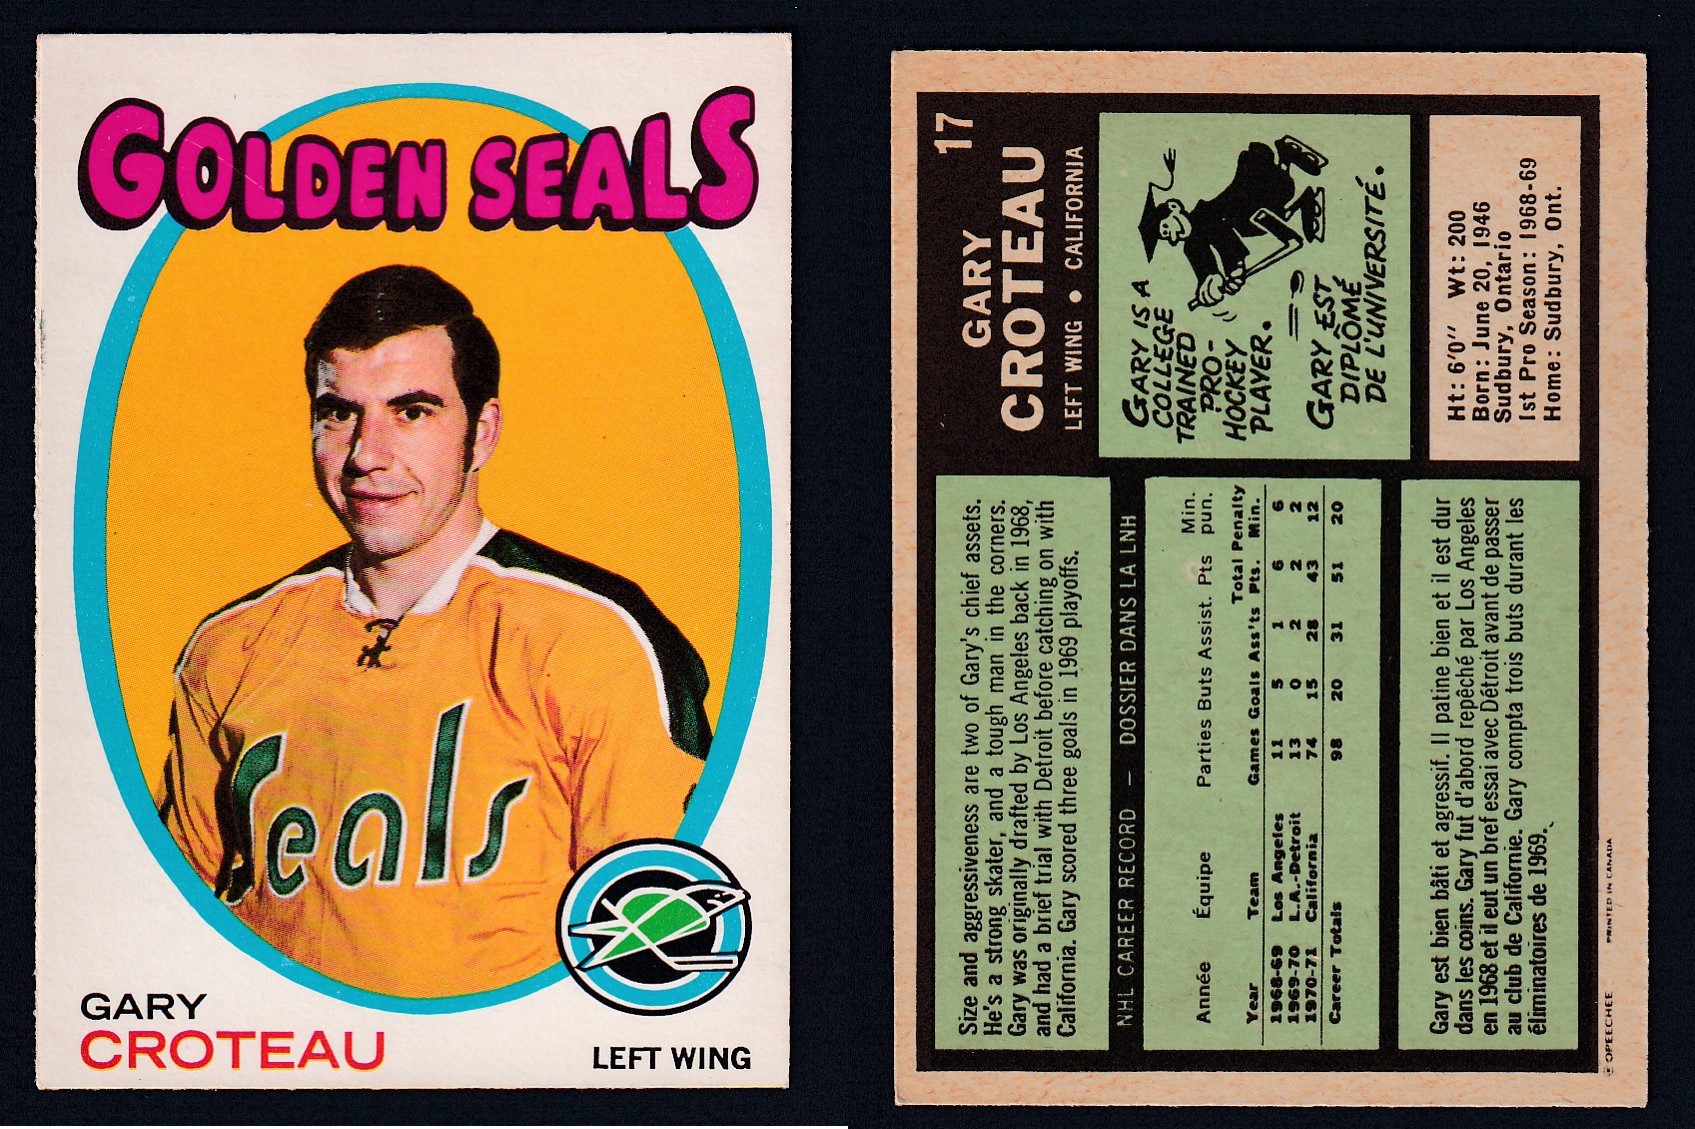 GOLDEN SEALS
Seals
GARY
CROTEAU
LEFT WING
17
GARY
CROTEAU
LEFT WING • CALIFORNIA
GARY IS A
COLLEGE
TRAINED
PRO-
HOCKEY
PLAYER.
GARY EST
DIPLÔMÉ
DE L'UNIVERSITÉ.
Ht: 6'0" Wt: 200
Born: June 20, 1946
Sudbury, Ontario
1st Pro Season: 1968-69
Home: Sudbury, Ont.
Size and aggressiveness are two of Gary's chief assets.
He's a strong skater, and a tough man in the corners.
Gary was originally drafted by Los Angeles back in 1968,
and had a brief trial with Detroit before catching on with
California. Gary scored three goals in 1969 playoffs.
NHL CAREER RECORD — DOSSIER DANS LA LNH
Année Équipe Parties Buts Assist. Pts Min. pun.
Year Team Games Goals Ass'ts Total Pts. Penalty Min.
1968-69 Los Angeles 11 5 1 6 6
1969-70 L.A.-Detroit 13 0 2 2 2
1970-71 California 74 15 28 43 12
Career Totals 98 20 31 51 20
Gary est bien bâti et agressif. Il patine bien et il est dur
dans les coins. Gary fut d'abord repêché par Los Angeles
en 1968 et il eut un bref essai avec Détroit avant de passer
au club de Californie. Gary compta trois buts durant les
éliminatoires de 1969.
© OPEECHEE PRINTED IN CANADA